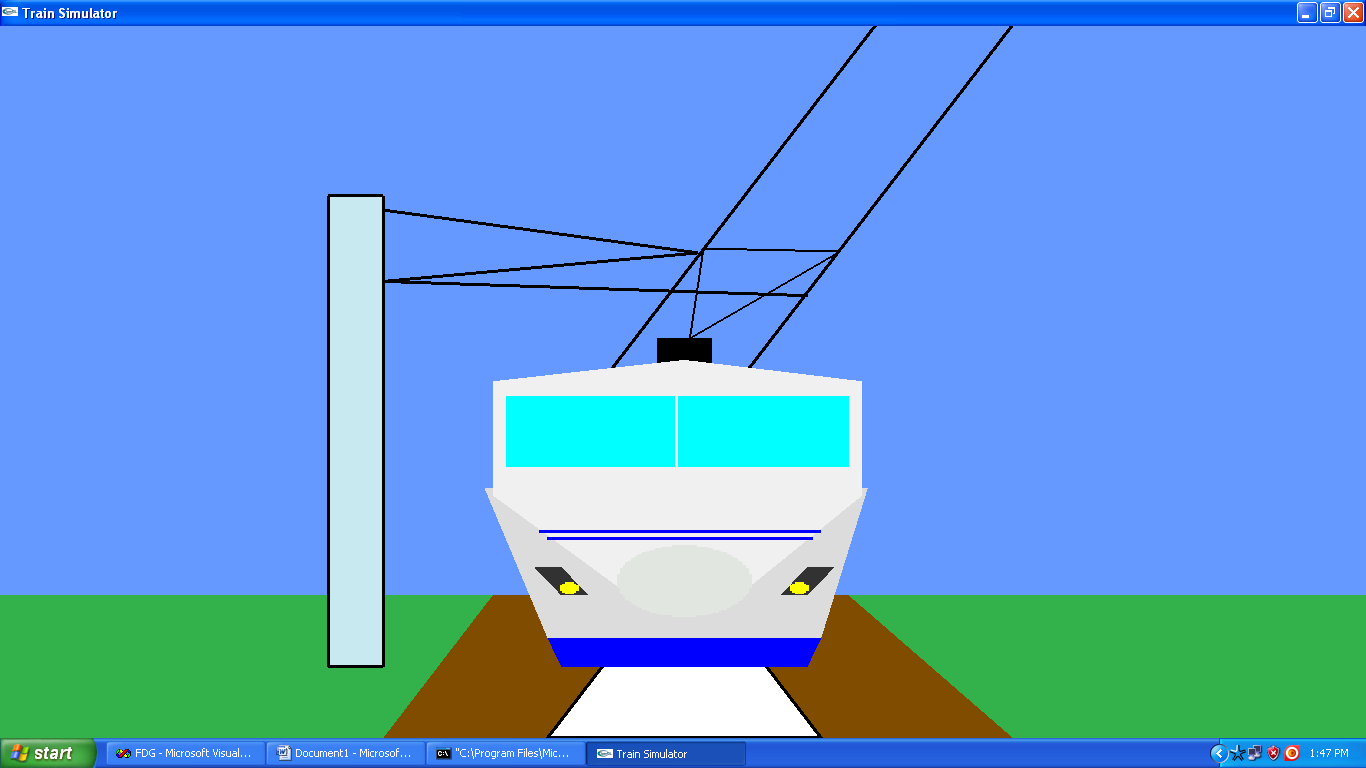 Train Simulator
start
FDG - Microsoft Visual...
Document1 - Microsof...
"C:\Program Files\Mic...
Train Simulator
1:47 PM